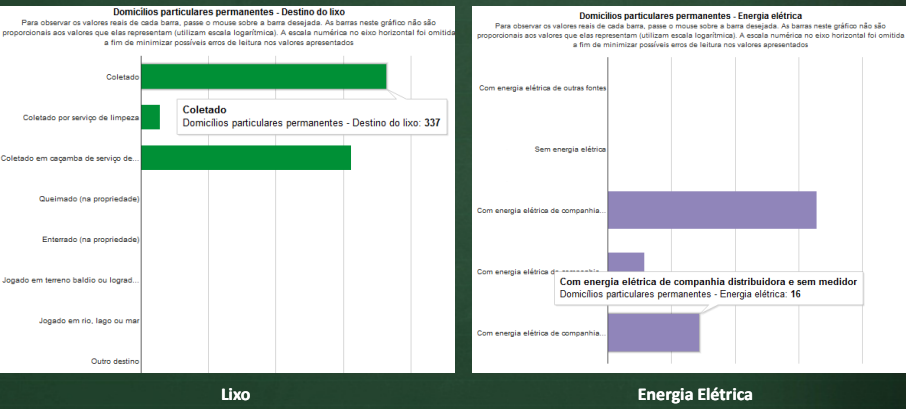 Domicílios particulares permanentes - Destino do lixo
Para observar os valores reais de cada barra, passe o mouse sobre a barra desejada. As barras neste gráfico não são
proporcionais aos valores que elas representam (utilizam escala logarítmica). A escala numérica no eixo horizontal foi omitida
a fim de minimizar possíveis erros de leitura nos valores apresentados
Coletado
Coletado
Domicílios particulares permanentes - Destino do lixo: 337
Coletado por serviço de limpeza
Coletado em caçamba de serviço de...
Queimado (na propriedade)
Enterrado (na propriedade)
Jogado em terreno baldio ou lograd...
Jogado em rio, lago ou mar
Outro destino
Lixo
Domicílios particulares permanentes - Energia elétrica
Para observar os valores reais de cada barra, passe o mouse sobre a barra desejada. As barras neste gráfico não são
proporcionais aos valores que elas representam (utilizam escala logarítmica). A escala numérica no eixo horizontal foi omitida
a fim de minimizar possíveis erros de leitura nos valores apresentados
Com energia elétrica de outras fontes
Sem energia elétrica
Com energia elétrica de companhia...
Com energia elétrica de companhia...
Com energia elétrica de companhia distribuidora e sem medidor
Domicílios particulares permanentes - Energia elétrica: 16
Com energia elétrica de companhia...
Energia Elétrica